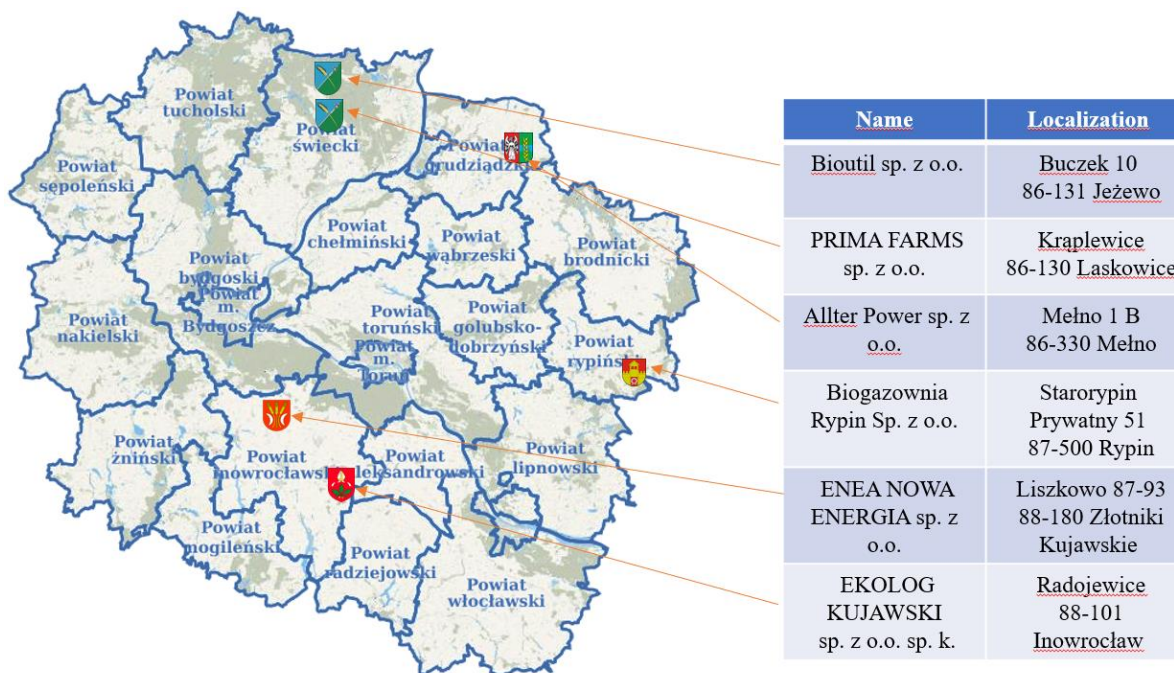 Powiat
tucholski
Powiat
świecki
Powiat
grudziądzki
Powiat
sępoleński
Powiat
chełmiński
Powiat
wąbrzeski
Powiat
brodnicki
Powiat
bydgoski
Powiat
m.
Bydgoszcz
Powiat
nakielski
Powiat
toruński
Powiat
golubsko-
dobrzyński
Powiat
rypiński
Powiat
m.
Toruń
Powiat
żniński
Powiat
inowrocławski
Powiat
aleksandrowski
Powiat
lipnowski
Powiat
mogileński
Powiat
radziejowski
Powiat
włocławski
Name
Localization
Bioutil sp. z o.o.
Buczek 10
86-131 Jeżewo
PRIMA FARMS
sp. z o.o.
Krąplewice
86-130 Laskowice
Allter Power sp. z
o.o.
Mełno 1 B
86-330 Mełno
Biogazownia
Rypin Sp. z o.o.
Starorypin
Prywatny 51
87-500 Rypin
ENEA NOWA
ENERGIA sp. z
o.o.
Liszkowo 87-93
88-180 Złotniki
Kujawskie
EKOLOG
KUJAWSKI
sp. z o.o. sp. k.
Radojewice
88-101
Inowrocław